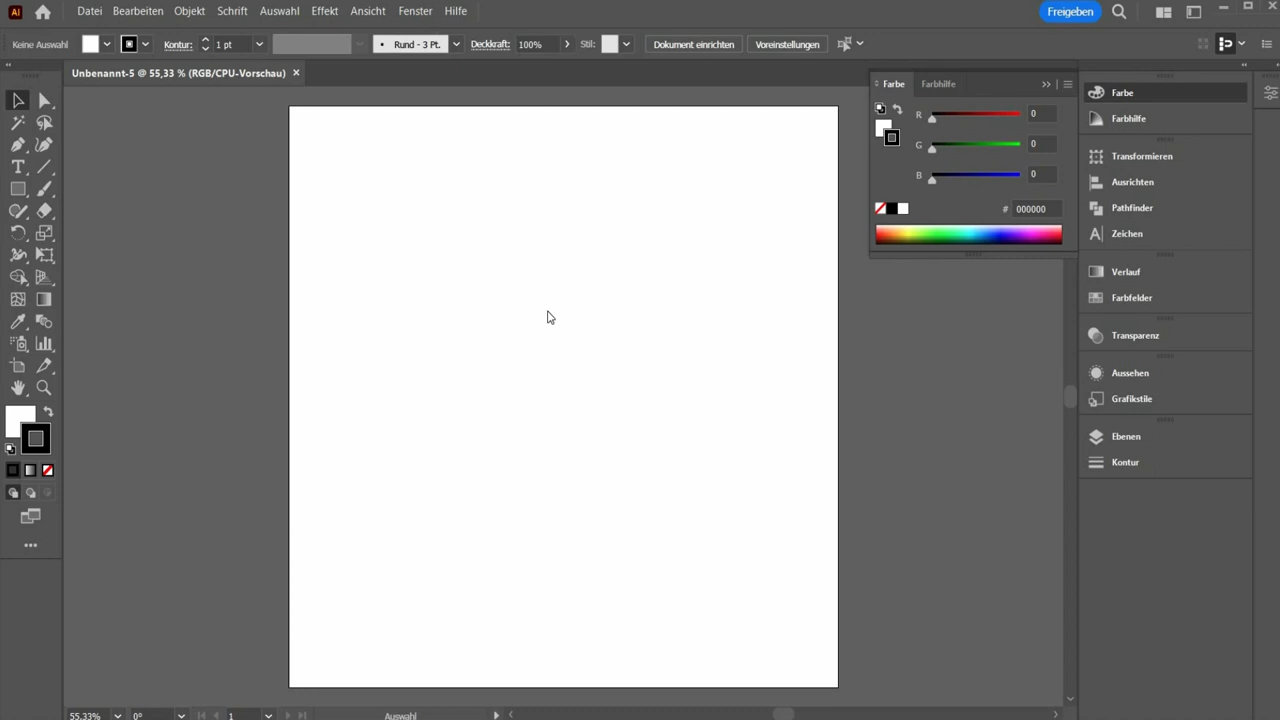 Ai Datei Bearbeiten Objekt Schrift Auswahl Effekt Ansicht Fenster Hilfe Freigeben
Keine Auswahl Kontur: 1 pt Rund - 3 Pt. Deckkraft: 100% Stil: Dokument einrichten Voreinstellungen
Unbenannt-5 @ 55,33 % (RGB/CPU-Vorschau) ×
Farbe Farbhilfe
R 0
G 0
B 0
# 000000
Farbe
Farbhilfe
Transformieren
Ausrichten
Pathfinder
Zeichen
Verlauf
Farbfelder
Transparenz
Aussehen
Grafikstile
Ebenen
Kontur
55,33% 0° 1 Auswahl